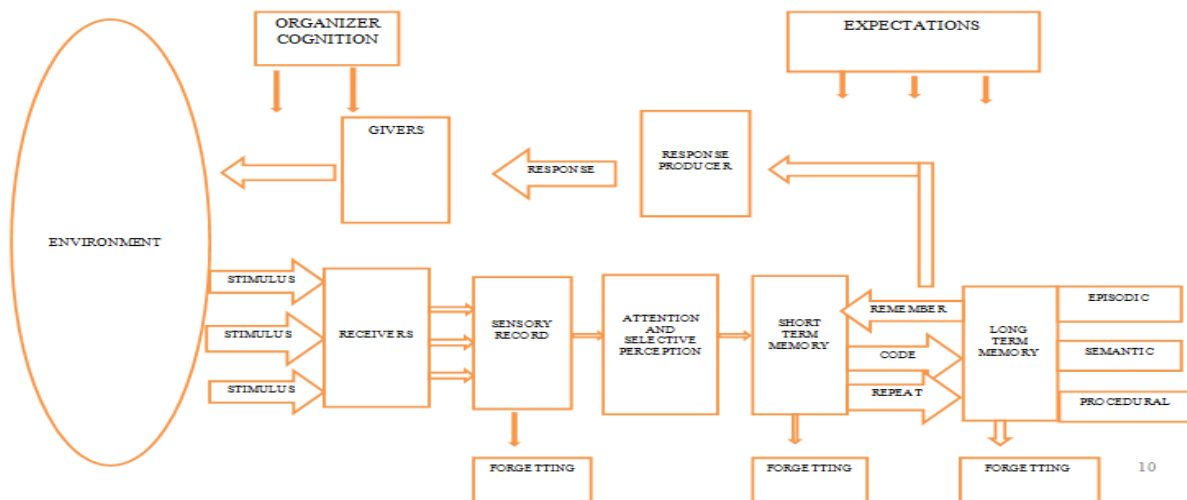 ORGANIZER
COGNITION
EXPECTATIONS
GIVERS
RESPONSE
RESPONSE
PRODUCER
ENVIRONMENT
STIMULUS
STIMULUS
STIMULUS
RECEIVERS
SENSORY
RECORD
ATTENTION
AND
SELECTIVE
PERCEPTION
SHORT
TERM
MEMORY
REMEMBER
CODE
REPEAT
LONG
TERM
MEMORY
EPISODIC
SEMANTIC
PROCEDURAL
FORGETTING
FORGETTING
FORGETTING
10